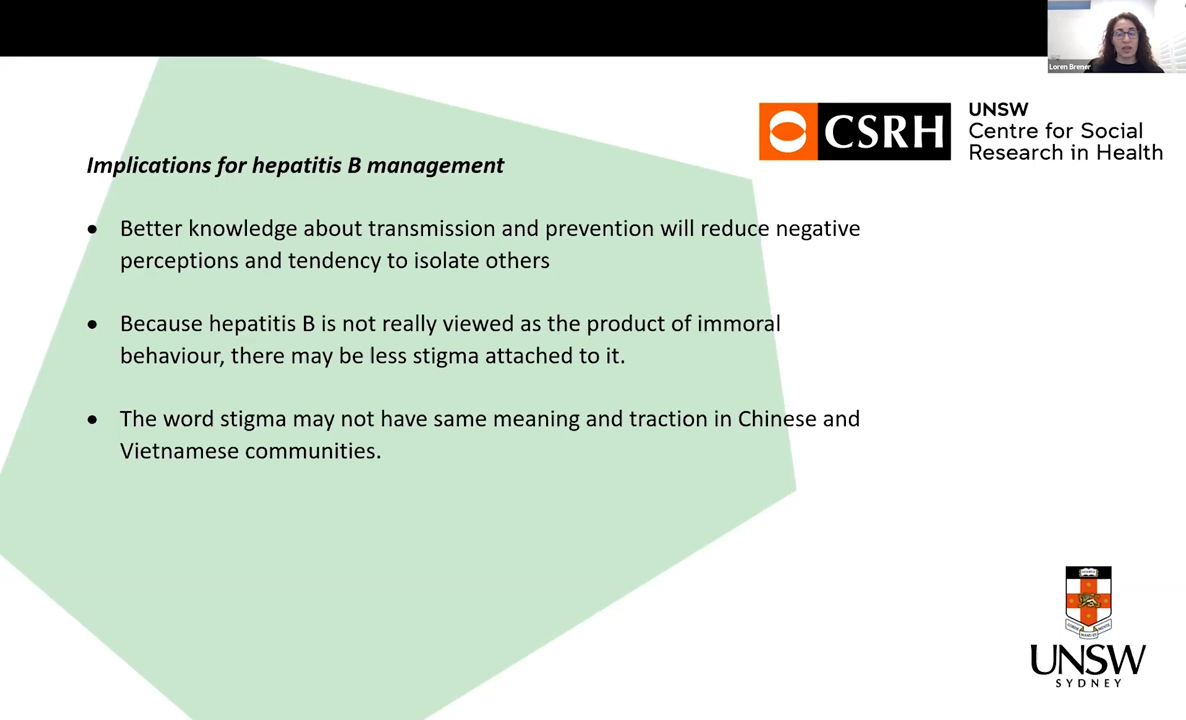 Loren Brener
CSRH
UNSW
Centre for Social
Research in Health
Implications for hepatitis B management
• Better knowledge about transmission and prevention will reduce negative
perceptions and tendency to isolate others
• Because hepatitis B is not really viewed as the product of immoral
behaviour, there may be less stigma attached to it.
• The word stigma may not have same meaning and traction in Chinese and
Vietnamese communities.
UNSW
SYDNEY